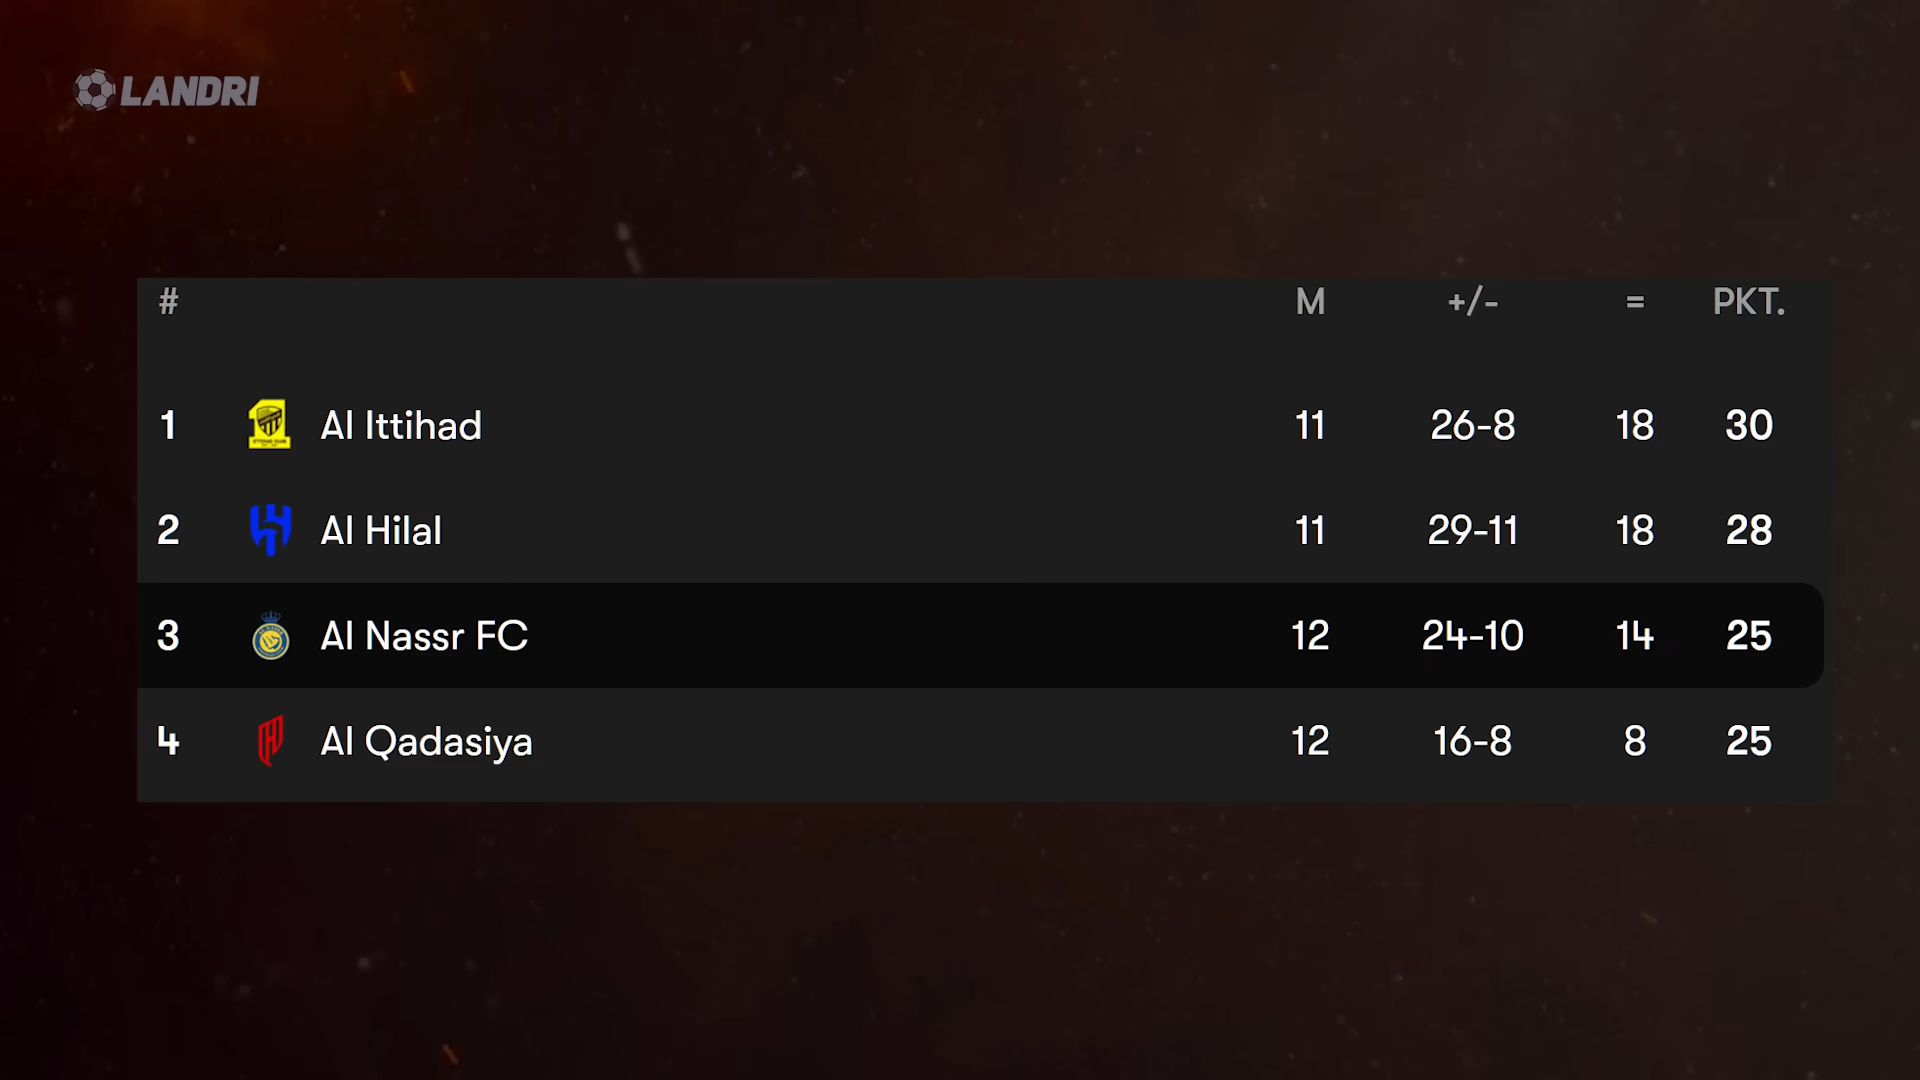 LANDRI
# M +/- = PKT.
1 Al Ittihad 11 26-8 18 30
2 Al Hilal 11 29-11 18 28
3 Al Nassr FC 12 24-10 14 25
4 Al Qadasiya 12 16-8 8 25